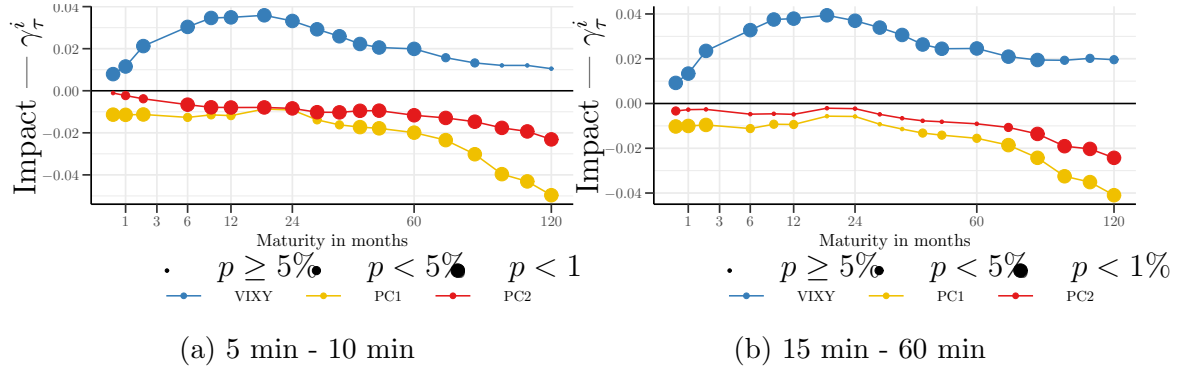 Impact — γ^i_τ
0.04
0.02
0.00
−0.02
−0.04
1 3 6 12 24 60 120
Maturity in months
p ≥ 5% p < 5% p < 1
VIXY PC1 PC2
(a) 5 min - 10 min
Impact — γ^i_τ
0.04
0.02
0.00
−0.02
−0.04
1 3 6 12 24 60 120
Maturity in months
p ≥ 5% p < 5% p < 1%
VIXY PC1 PC2
(b) 15 min - 60 min